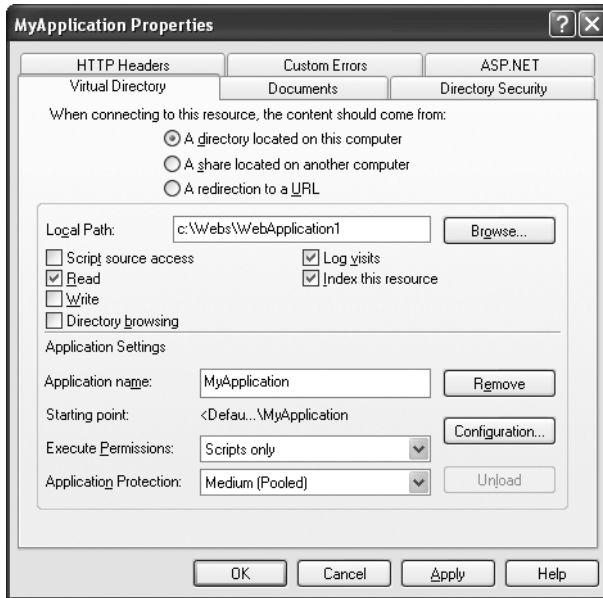 MyApplication Properties
HTTP Headers Custom Errors ASP.NET
Virtual Directory Documents Directory Security
When connecting to this resource, the content should come from:
A directory located on this computer
A share located on another computer
A redirection to a URL
Local Path: c:\Webs\WebApplication1 Browse...
Script source access Log visits
Read Index this resource
Write
Directory browsing
Application Settings
Application name: MyApplication Remove
Starting point: <Defau...\MyApplication
Configuration...
Execute Permissions: Scripts only
Application Protection: Medium (Pooled) Unload
OK Cancel Apply Help